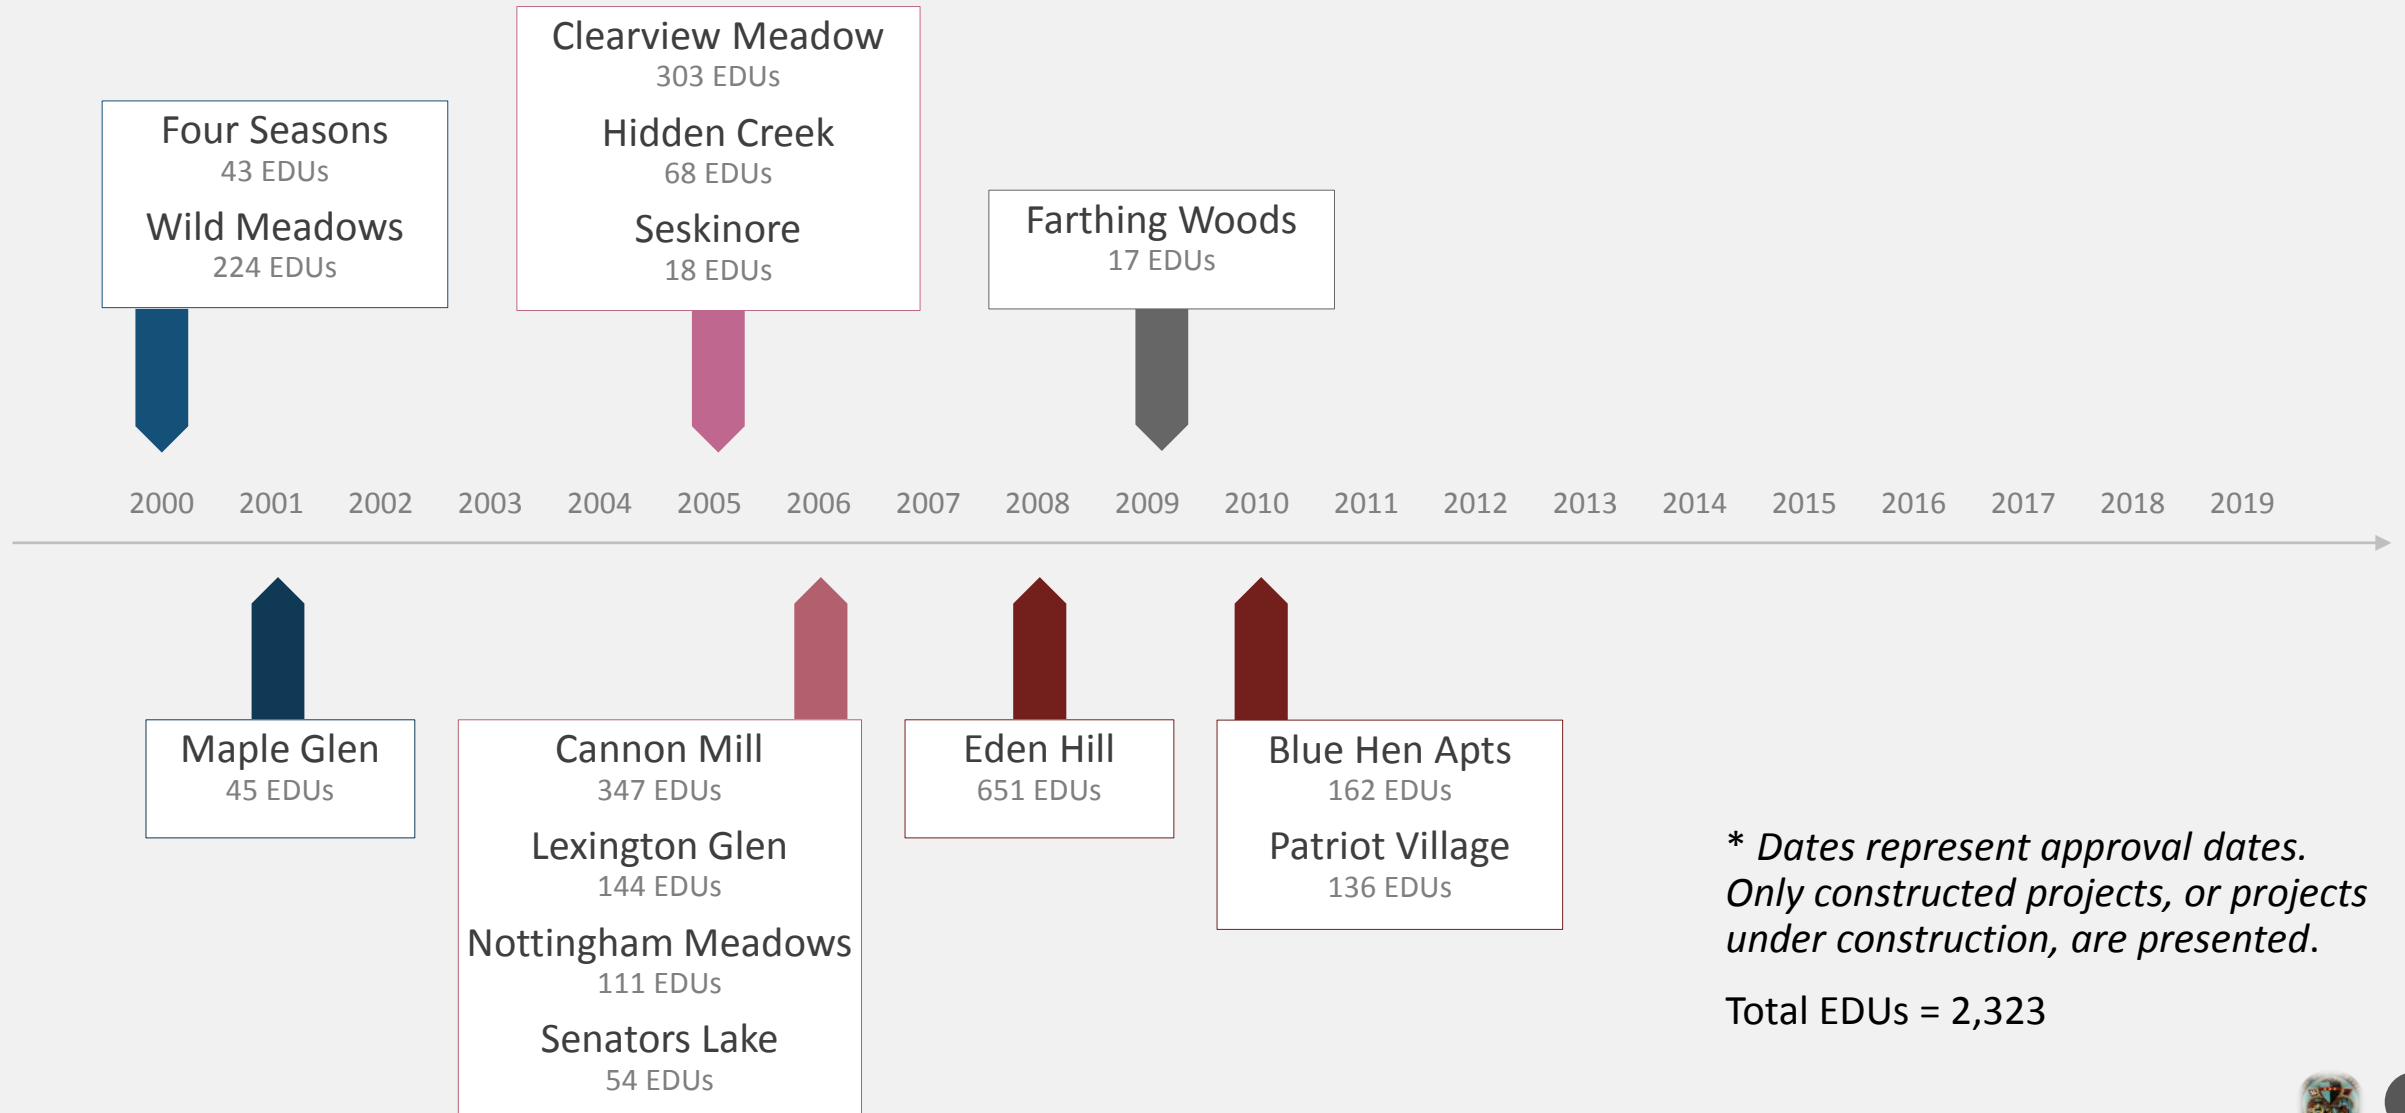 Clearview Meadow
303 EDUs
Hidden Creek
68 EDUs
Seskinore
18 EDUs
Four Seasons
43 EDUs
Wild Meadows
224 EDUs
Farthing Woods
17 EDUs
2000 2001 2002 2003 2004 2005 2006 2007 2008 2009 2010 2011 2012 2013 2014 2015 2016 2017 2018 2019
Maple Glen
45 EDUs
Cannon Mill
347 EDUs
Lexington Glen
144 EDUs
Nottingham Meadows
111 EDUs
Senators Lake
54 EDUs
Eden Hill
651 EDUs
Blue Hen Apts
162 EDUs
Patriot Village
136 EDUs
* Dates represent approval dates.
Only constructed projects, or projects
under construction, are presented.
Total EDUs = 2,323